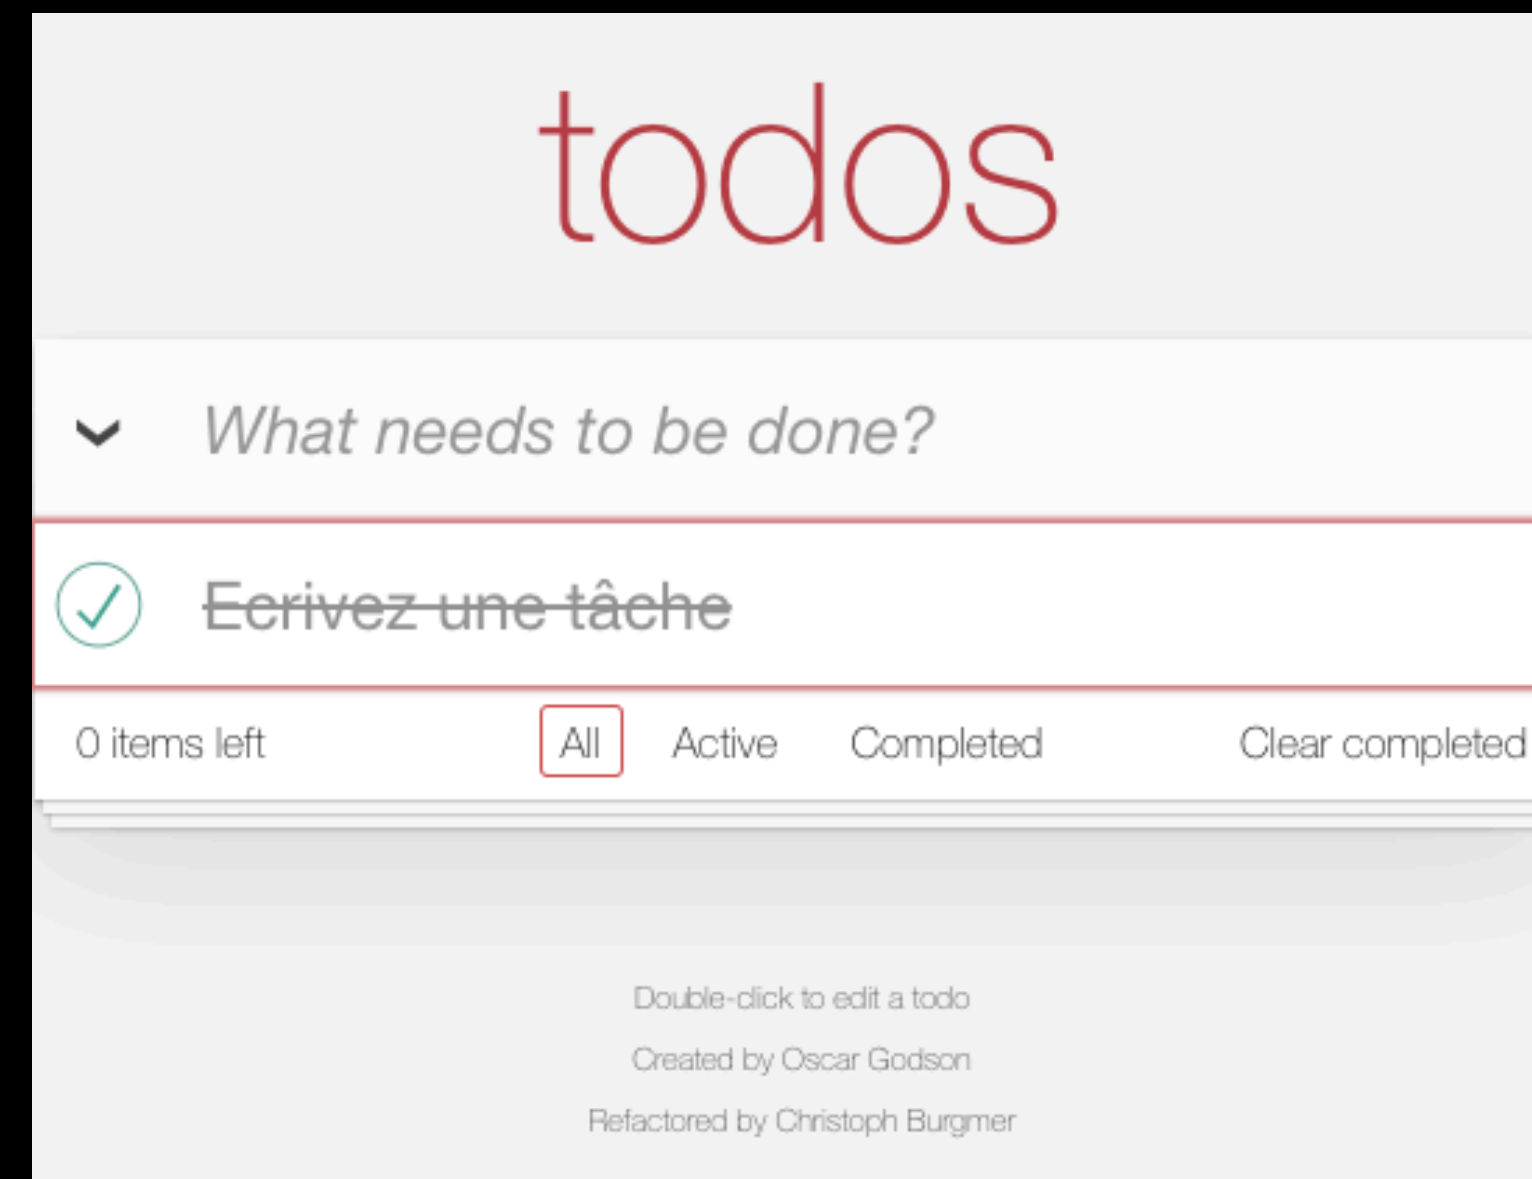 todos
What needs to be done?
Ecrivez une tâche
0 items left All Active Completed Clear completed
Double-click to edit a todo
Created by Oscar Godson
Refactored by Christoph Burgmer